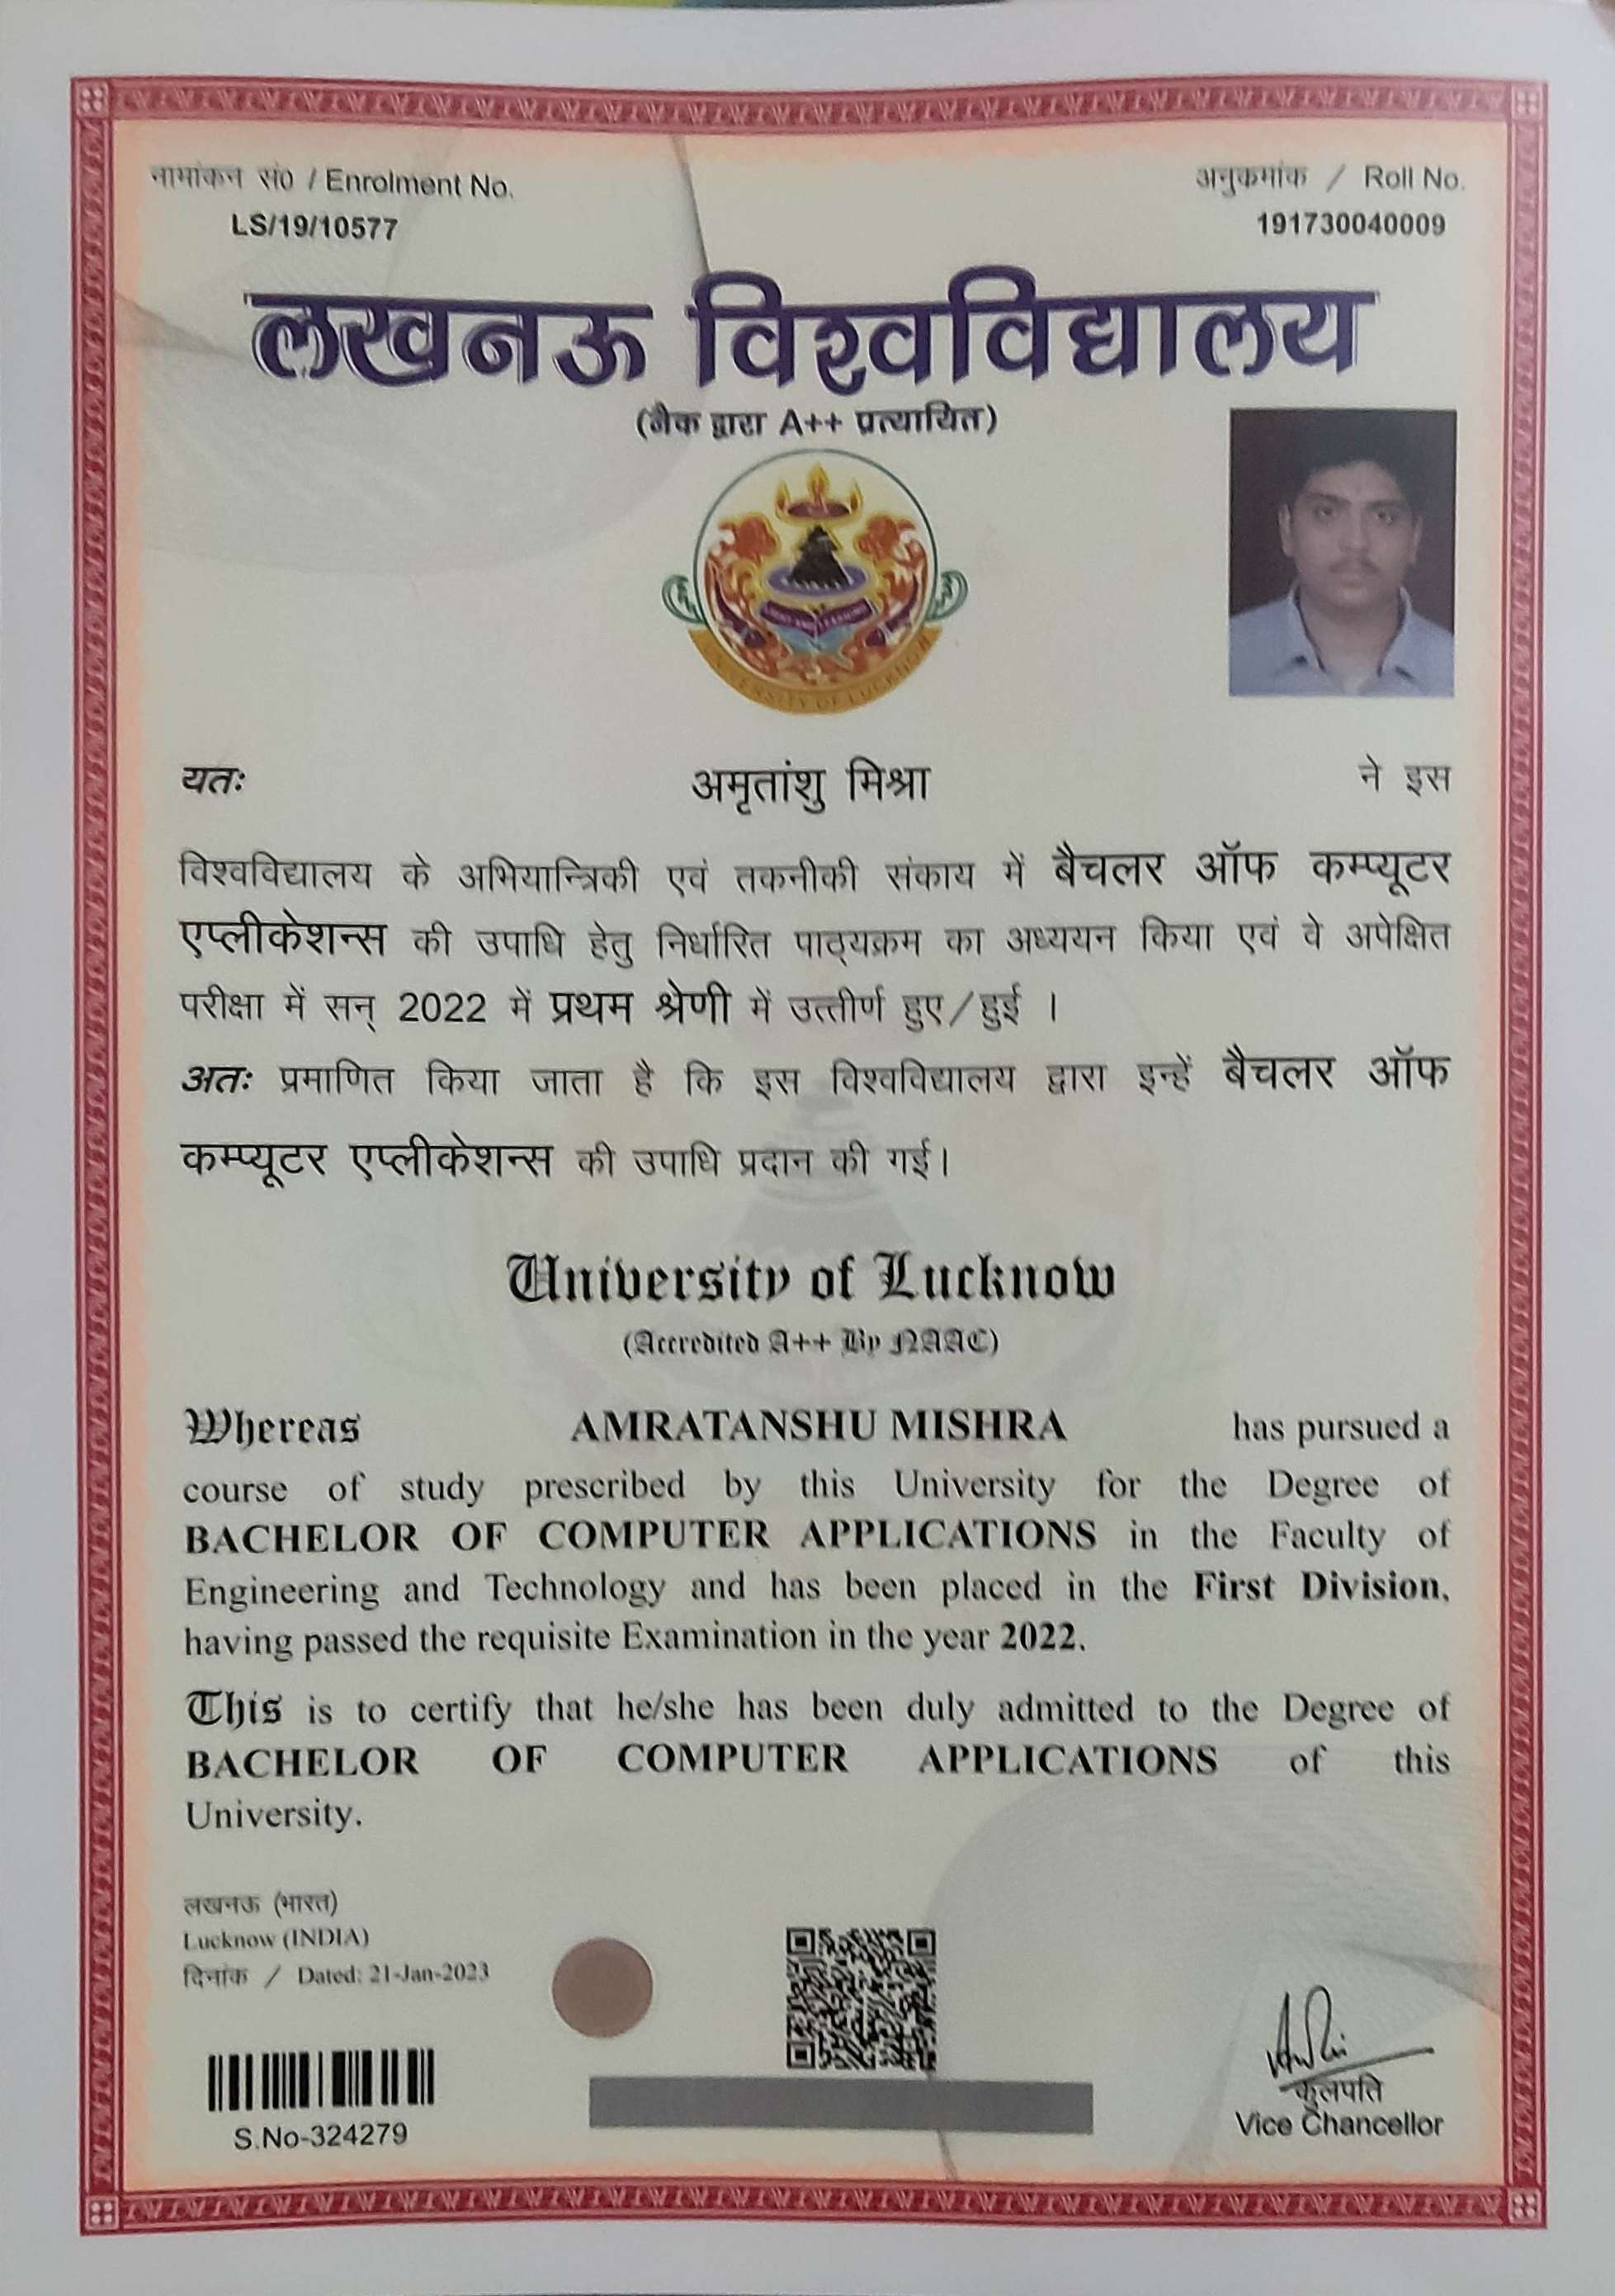 नामांकन सं0 / Enrolment No.
LS/19/10577
अनुक्रमांक / Roll No.
191730040009
लखनऊ विश्वविद्यालय
(नैक द्वारा A++ प्रत्यायित)
UNIVERSITY OF LUCKNOW
यतः अमृतांशु मिश्रा ने इस
विश्वविद्यालय के अभियान्त्रिकी एवं तकनीकी संकाय में बैचलर ऑफ कम्प्यूटर
एप्लीकेशन्स की उपाधि हेतु निर्धारित पाठ्यक्रम का अध्ययन किया एवं वे अपेक्षित
परीक्षा में सन् 2022 में प्रथम श्रेणी में उत्तीर्ण हुए/हुई ।
अतः प्रमाणित किया जाता है कि इस विश्वविद्यालय द्वारा इन्हें बैचलर ऑफ
कम्प्यूटर एप्लीकेशन्स की उपाधि प्रदान की गई।
University of Lucknow
(Accredited A++ By NAAC)
Whereas AMRATANSHU MISHRA has pursued a
course of study prescribed by this University for the Degree of
BACHELOR OF COMPUTER APPLICATIONS in the Faculty of
Engineering and Technology and has been placed in the First Division,
having passed the requisite Examination in the year 2022.
This is to certify that he/she has been duly admitted to the Degree of
BACHELOR OF COMPUTER APPLICATIONS of this
University.
लखनऊ (भारत)
Lucknow (INDIA)
दिनांक / Dated: 21-Jan-2023
S.No-324279
कुलपति
Vice Chancellor